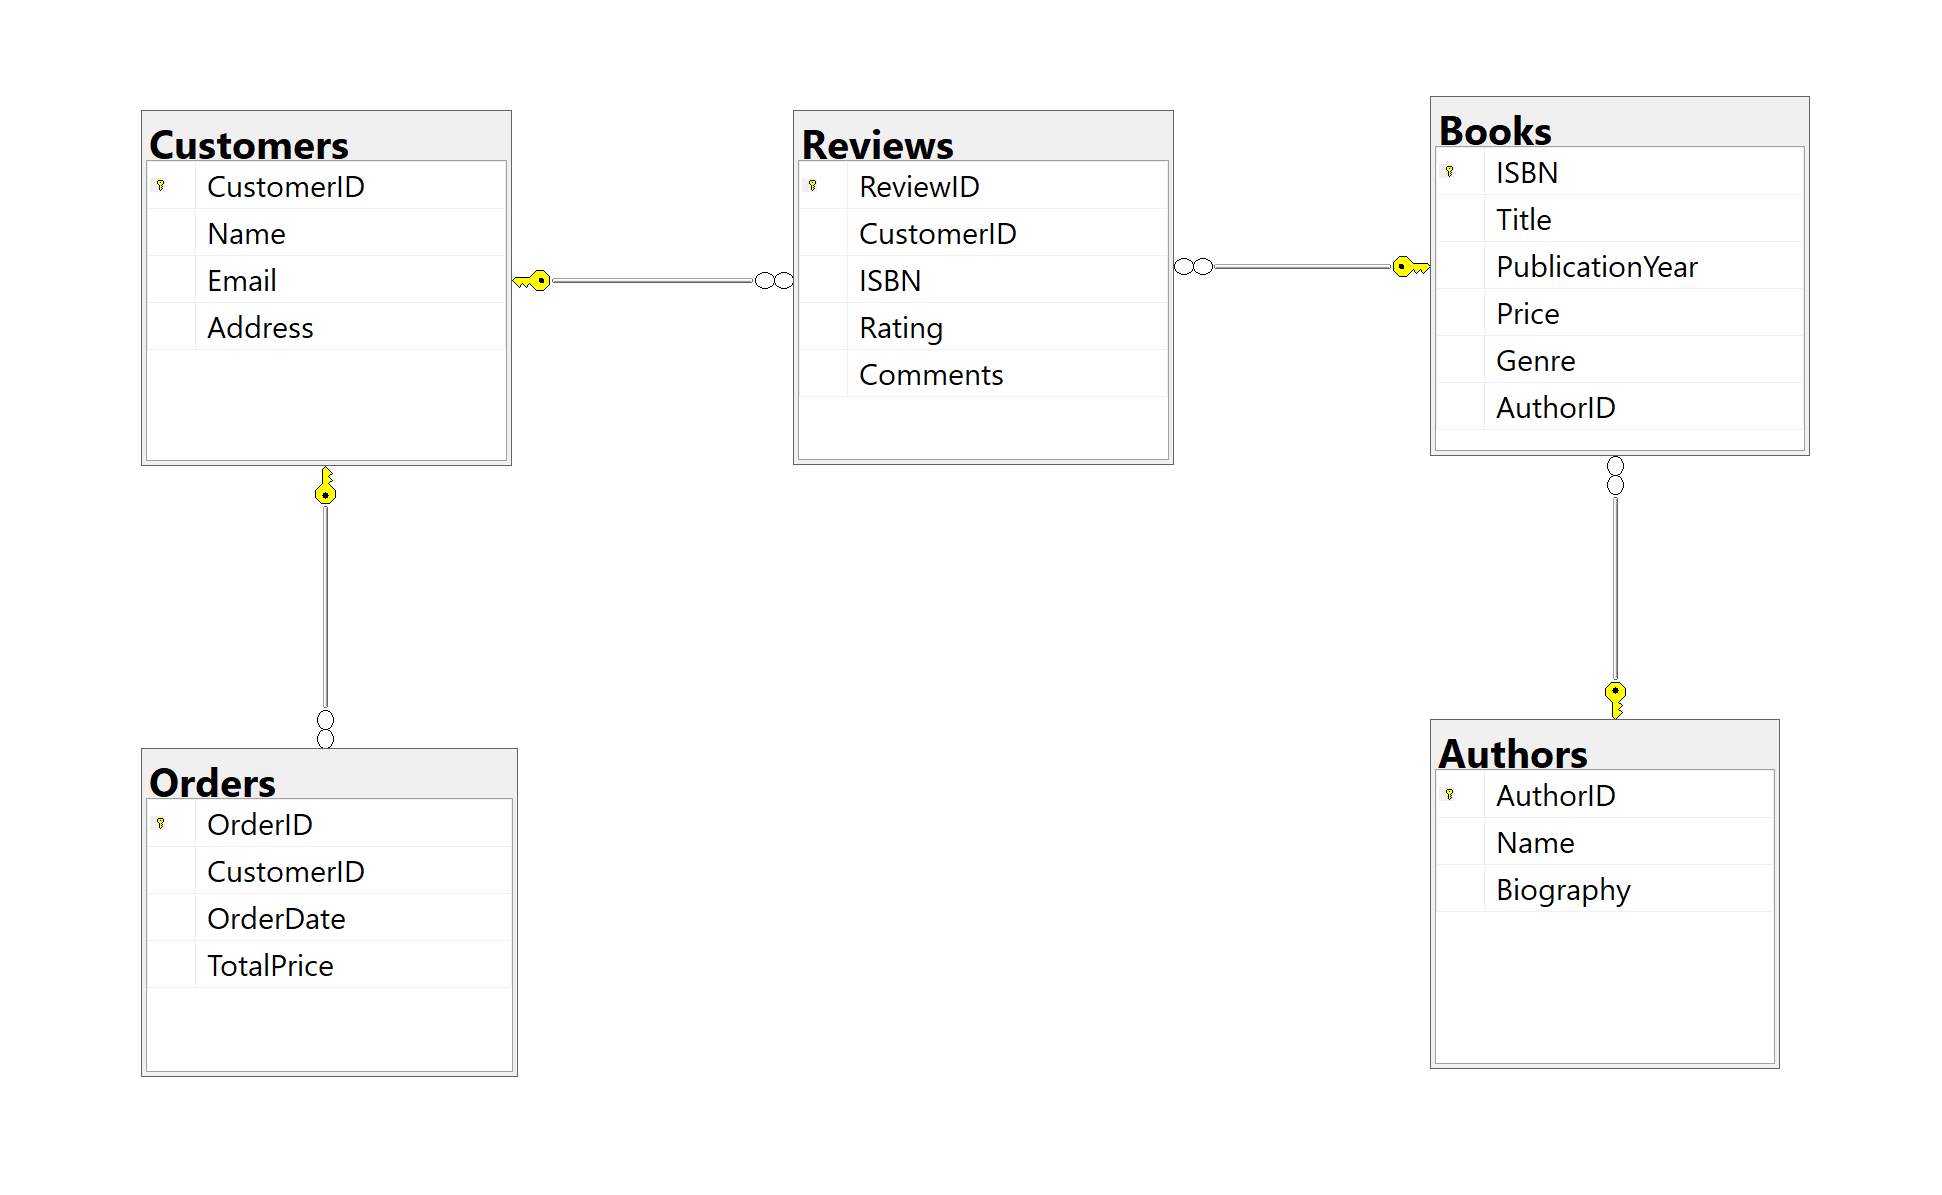 Customers
CustomerID
Name
Email
Address
Reviews
ReviewID
CustomerID
ISBN
Rating
Comments
Books
ISBN
Title
PublicationYear
Price
Genre
AuthorID
Orders
OrderID
CustomerID
OrderDate
TotalPrice
Authors
AuthorID
Name
Biography